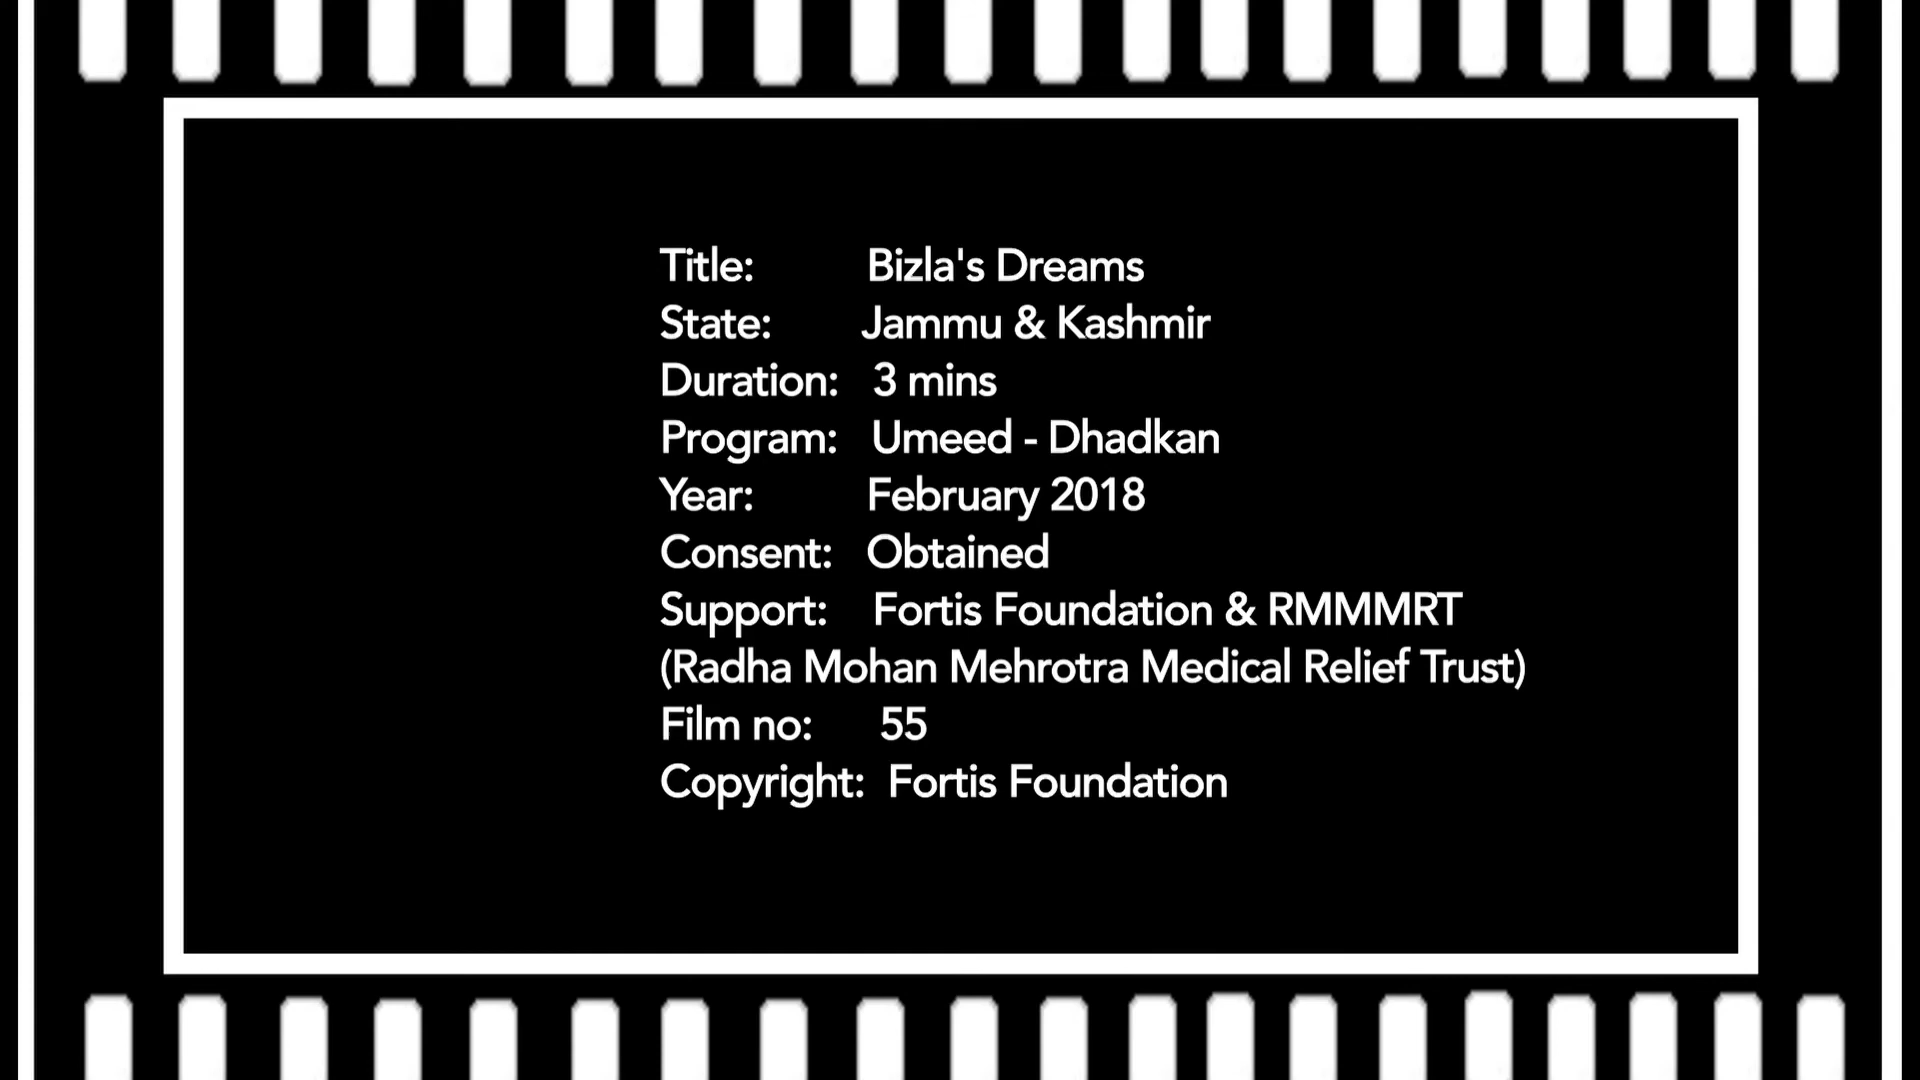 Title: Bizla's Dreams
State: Jammu & Kashmir
Duration: 3 mins
Program: Umeed - Dhadkan
Year: February 2018
Consent: Obtained
Support: Fortis Foundation & RMMMRT
(Radha Mohan Mehrotra Medical Relief Trust)
Film no: 55
Copyright: Fortis Foundation